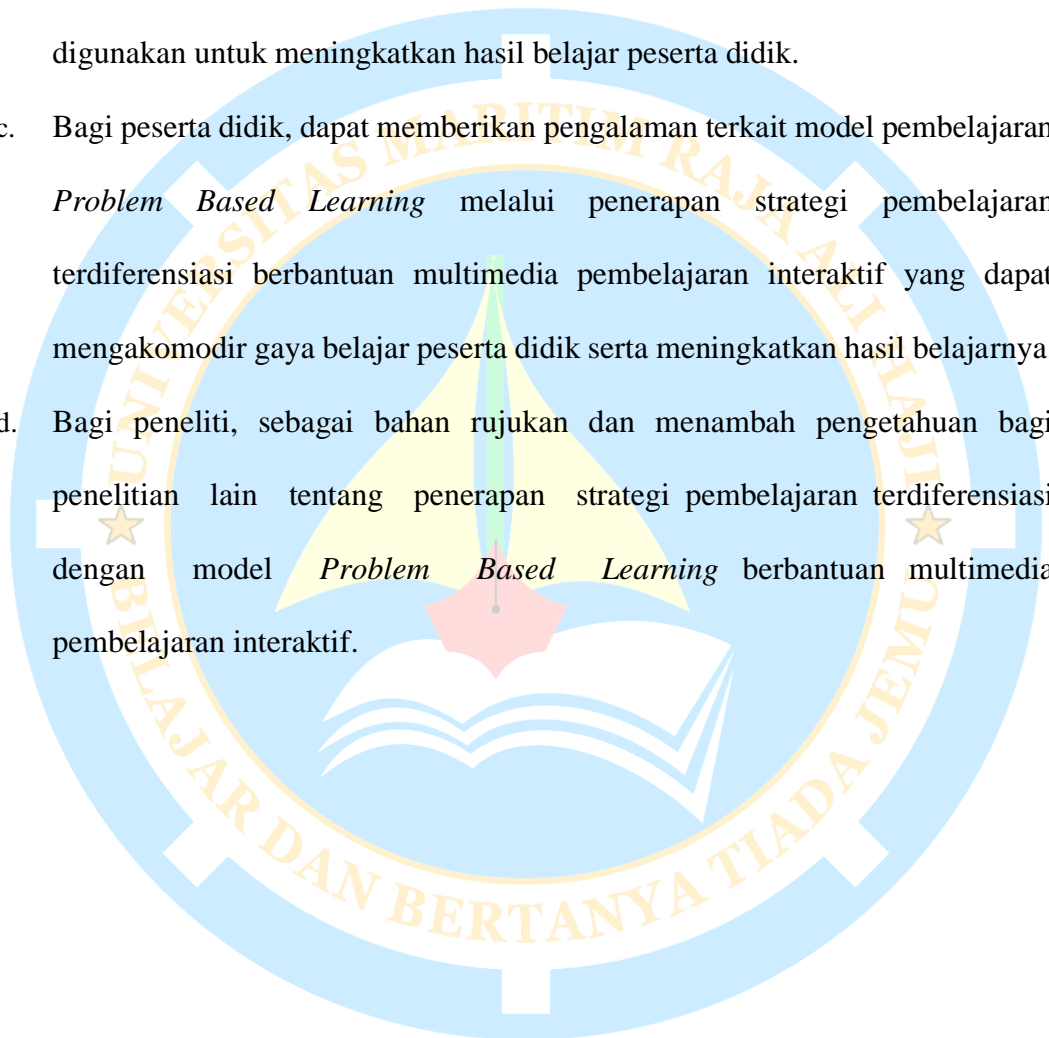 digunakan untuk meningkatkan hasil belajar peserta didik.
c. Bagi peserta didik, dapat memberikan pengalaman terkait model pembelajaran
Problem Based Learning melalui penerapan strategi pembelajaran
terdiferensiasi berbantuan multimedia pembelajaran interaktif yang dapat
mengakomodir gaya belajar peserta didik serta meningkatkan hasil belajarnya
d. Bagi peneliti, sebagai bahan rujukan dan menambah pengetahuan bagi
penelitian lain tentang penerapan strategi pembelajaran terdiferensiasi
dengan model Problem Based Learning berbantuan multimedia
pembelajaran interaktif.
UNIVERSITAS MARITIM RAJA ALI HAJI
BILAJAR DAN BERTANYA TIADA JEMU